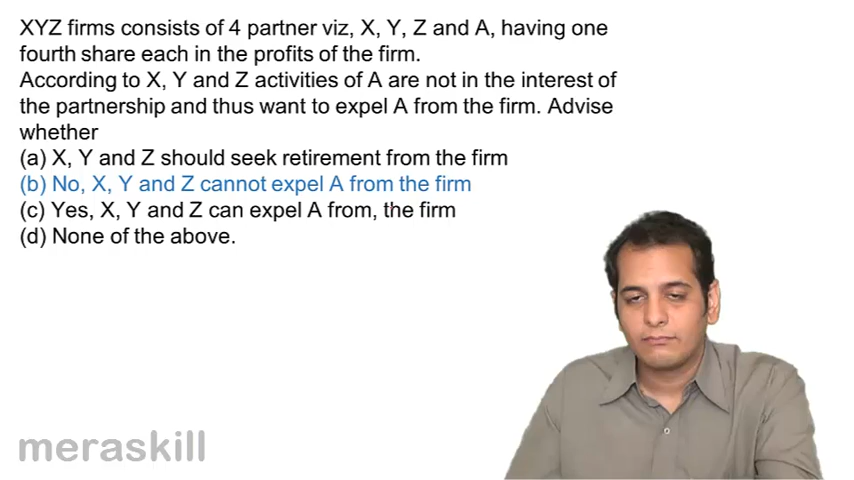 XYZ firms consists of 4 partner viz, X, Y, Z and A, having one
fourth share each in the profits of the firm.
According to X, Y and Z activities of A are not in the interest of
the partnership and thus want to expel A from the firm. Advise
whether
(a) X, Y and Z should seek retirement from the firm
(b) No, X, Y and Z cannot expel A from the firm
(c) Yes, X, Y and Z can expel A from, the firm
(d) None of the above.
meraskill